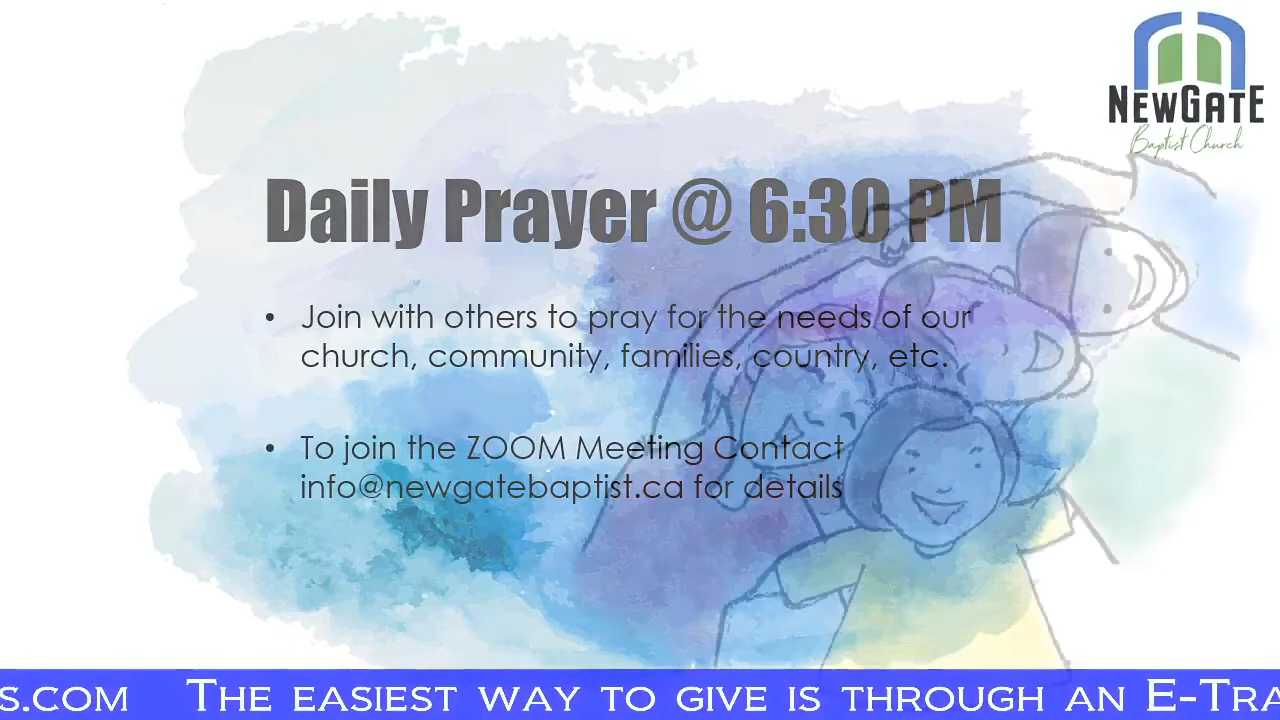 NEWGATE
Baptist Church
Daily Prayer @ 6:30 PM
• Join with others to pray for the needs of our
church, community, families, country, etc.
• To join the ZOOM Meeting Contact
info@newgatebaptist.ca for details
S.COM THE EASIEST WAY TO GIVE IS THROUGH AN E-TRA